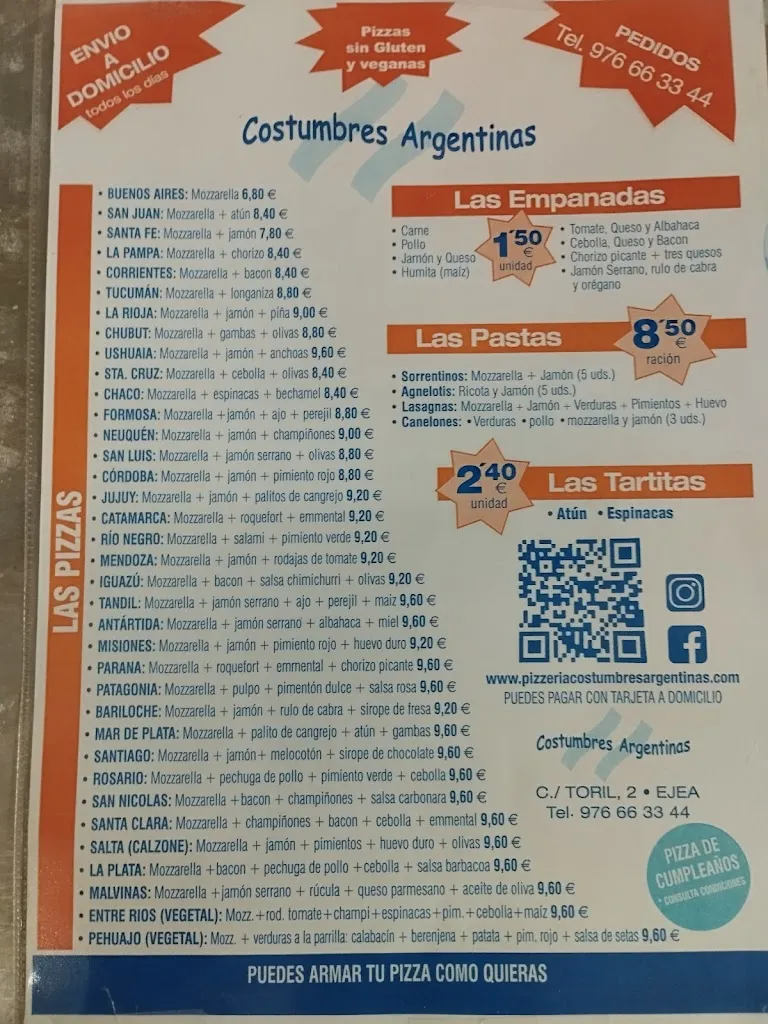 ENVIO
A
DOMICILIO
todos los días
Pizzas
sin Gluten
y veganas
PEDIDOS
Tel. 976 66 33 44
Costumbres Argentinas
LAS PIZZAS
• BUENOS AIRES: Mozzarella 6,80 €
• SAN JUAN: Mozzarella + atún 8,40 €
• SANTA FE: Mozzarella + jamón 7,80 €
• LA PAMPA: Mozzarella + chorizo 8,40 €
• CORRIENTES: Mozzarella + bacon 8,40 €
• TUCUMÁN: Mozzarella + longaniza 8,80 €
• LA RIOJA: Mozzarella + jamón + piña 9,00 €
• CHUBUT: Mozzarella + gambas + olivas 8,80 €
• USHUAIA: Mozzarella + jamón + anchoas 9,60 €
• STA. CRUZ: Mozzarella + cebolla + olivas 8,40 €
• CHACO: Mozzarella + espinacas + bechamel 8,40 €
• FORMOSA: Mozzarella +jamón + ajo + perejil 8,80 €
• NEUQUÉN: Mozzarella + jamón + champiñones 9,00 €
• SAN LUIS: Mozzarella + jamón serrano + olivas 8,80 €
• CÓRDOBA: Mozzarella + jamón + pimiento rojo 8,80 €
• JUJUY: Mozzarella + jamón + palitos de cangrejo 9,20 €
• CATAMARCA: Mozzarella + roquefort + emmental 9,20 €
• RÍO NEGRO: Mozzarella + salami + pimiento verde 9,20 €
• MENDOZA: Mozzarella + jamón + rodajas de tomate 9,20 €
• IGUAZÚ: Mozzarella + bacon + salsa chimichurri + olivas 9,20 €
• TANDIL: Mozzarella + jamón serrano + ajo + perejil + maiz 9,60 €
• ANTÁRTIDA: Mozzarella + jamón serrano + albahaca + miel 9,60 €
• MISIONES: Mozzarella + jamón + pimiento rojo + huevo duro 9,20 €
• PARANA: Mozzarella + roquefort + emmental + chorizo picante 9,60 €
• PATAGONIA: Mozzarella + pulpo + pimentón dulce + salsa rosa 9,60 €
• BARILOCHE: Mozzarella + jamón + rulo de cabra + sirope de fresa 9,20 €
• MAR DE PLATA: Mozzarella + palito de cangrejo + atún + gambas 9,60 €
• SANTIAGO: Mozzarella + jamón+ melocotón + sirope de chocolate 9,60 €
• ROSARIO: Mozzarella + pechuga de pollo + pimiento verde + cebolla 9,60 €
• SAN NICOLAS: Mozzarella +bacon + champiñones + salsa carbonara 9,60 €
• SANTA CLARA: Mozzarella + champiñones + bacon + cebolla + emmental 9,60 €
• SALTA (CALZONE): Mozzarella + jamón + pimientos + huevo duro + olivas 9,60 €
• LA PLATA: Mozzarella +bacon + pechuga de pollo +cebolla + salsa barbacoa 9,60 €
• MALVINAS: Mozzarella +jamón serrano + rúcula + queso parmesano + aceite de oliva 9,60 €
• ENTRE RIOS (VEGETAL): Mozz. +rod. tomate+champi+espinacas+pim.+cebolla+maíz 9,60 €
• PEHUAJO (VEGETAL): Mozz. + verduras a la parrilla: calabacín + berenjena + patata + pim. rojo + salsa de setas 9,60 €
Las Empanadas
• Carne
• Pollo
• Jamón y Queso
• Humita (maíz)
1´50
€
unidad
• Tomate, Queso y Albahaca
• Cebolla, Queso y Bacon
• Chorizo picante + tres quesos
• Jamón Serrano, rulo de cabra
y orégano
Las Pastas
8´50
€
ración
• Sorrentinos: Mozzarella + Jamón (5 uds.)
• Agnelotis: Ricota y Jamón (5 uds.)
• Lasagnas: Mozzarella + Jamón + Verduras + Pimientos + Huevo
• Canelones: • Verduras • pollo • mozzarella y jamón (3 uds.)
2´40
€
unidad
Las Tartitas
• Atún • Espinacas
www.pizzeriacostumbresargentinas.com
PUEDES PAGAR CON TARJETA A DOMICILIO
Costumbres Argentinas
C./ TORIL, 2 • EJEA
Tel. 976 66 33 44
PIZZA DE
CUMPLEAÑOS
• CONSULTA CONDICIONES
PUEDES ARMAR TU PIZZA COMO QUIERAS